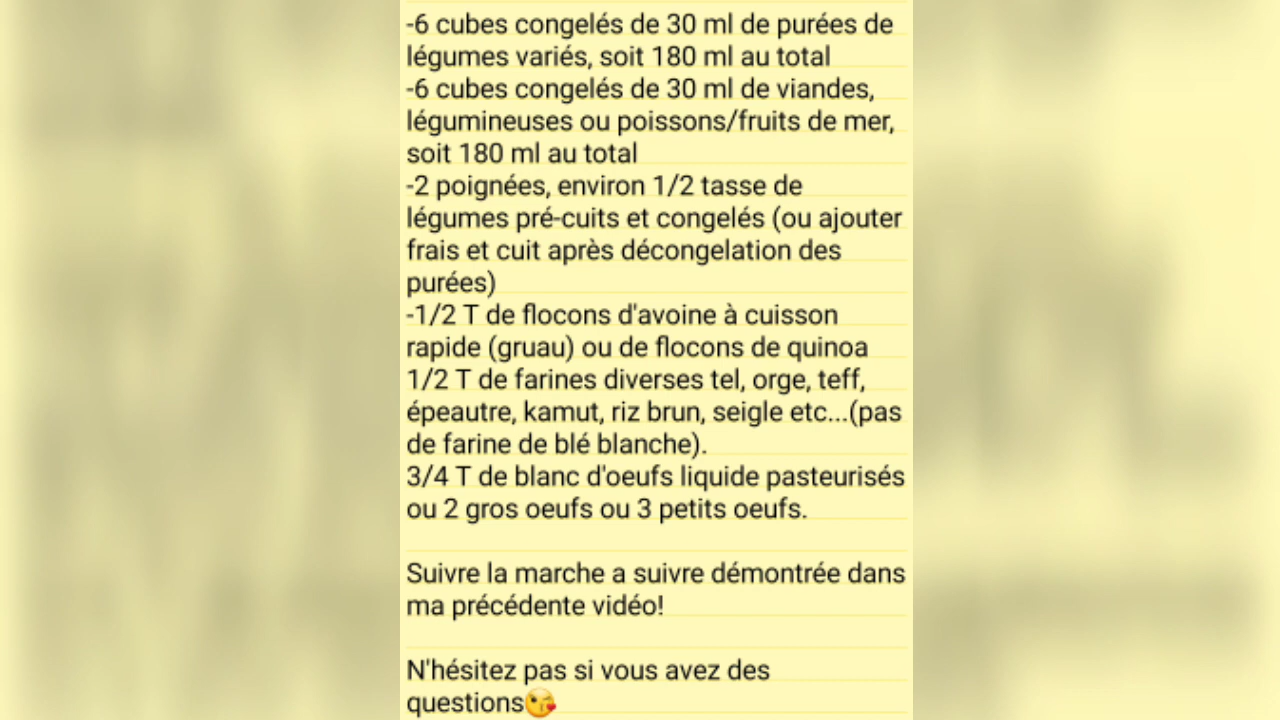 -6 cubes congelés de 30 ml de purées de
légumes variés, soit 180 ml au total
-6 cubes congelés de 30 ml de viandes,
légumineuses ou poissons/fruits de mer,
soit 180 ml au total
-2 poignées, environ 1/2 tasse de
légumes pré-cuits et congelés (ou ajouter
frais et cuit après décongelation des
purées)
-1/2 T de flocons d'avoine à cuisson
rapide (gruau) ou de flocons de quinoa
1/2 T de farines diverses tel, orge, teff,
épeautre, kamut, riz brun, seigle etc...(pas
de farine de blé blanche).
3/4 T de blanc d'oeufs liquide pasteurisés
ou 2 gros oeufs ou 3 petits oeufs.
Suivre la marche a suivre démontrée dans
ma précédente vidéo!
N'hésitez pas si vous avez des
questions😘